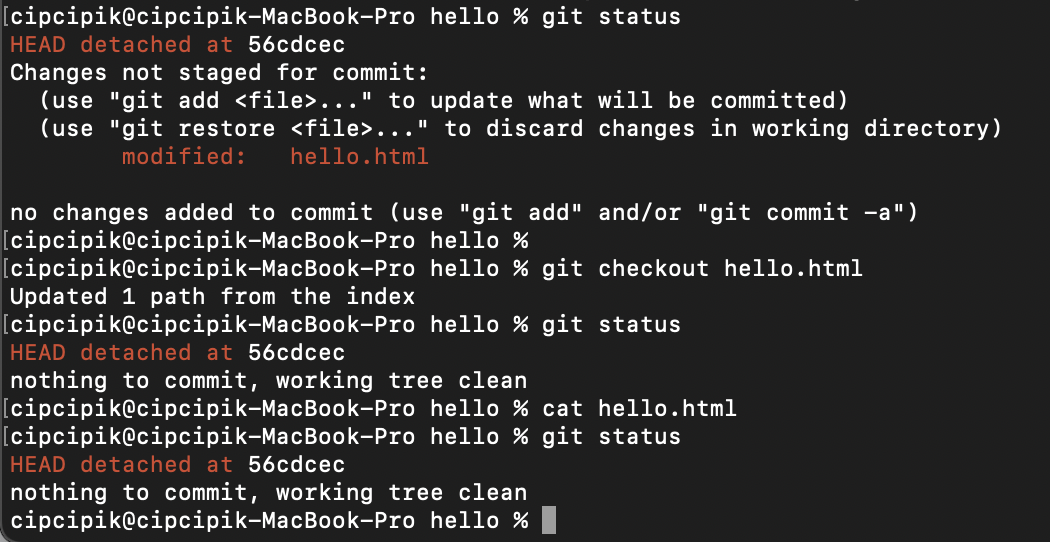 [cipcipik@cipcipik-MacBook-Pro hello % git status
HEAD detached at 56cdcec
Changes not staged for commit:
  (use "git add <file>..." to update what will be committed)
  (use "git restore <file>..." to discard changes in working directory)
        modified:   hello.html

no changes added to commit (use "git add" and/or "git commit -a")
[cipcipik@cipcipik-MacBook-Pro hello %
[cipcipik@cipcipik-MacBook-Pro hello % git checkout hello.html
Updated 1 path from the index
[cipcipik@cipcipik-MacBook-Pro hello % git status
HEAD detached at 56cdcec
nothing to commit, working tree clean
[cipcipik@cipcipik-MacBook-Pro hello % cat hello.html
[cipcipik@cipcipik-MacBook-Pro hello % git status
HEAD detached at 56cdcec
nothing to commit, working tree clean
cipcipik@cipcipik-MacBook-Pro hello %